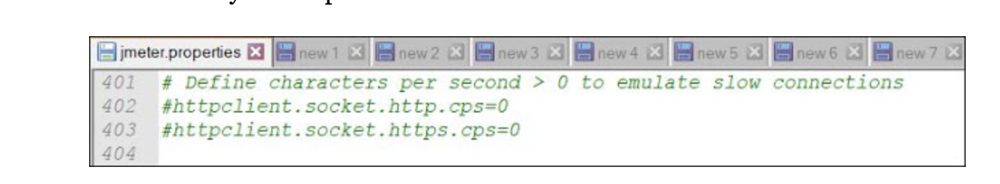 jmeter.properties new 1 new 2 new 3 new 4 new 5 new 6 new 7
401 # Define characters per second > 0 to emulate slow connections
402 #httpclient.socket.http.cps=0
403 #httpclient.socket.https.cps=0
404